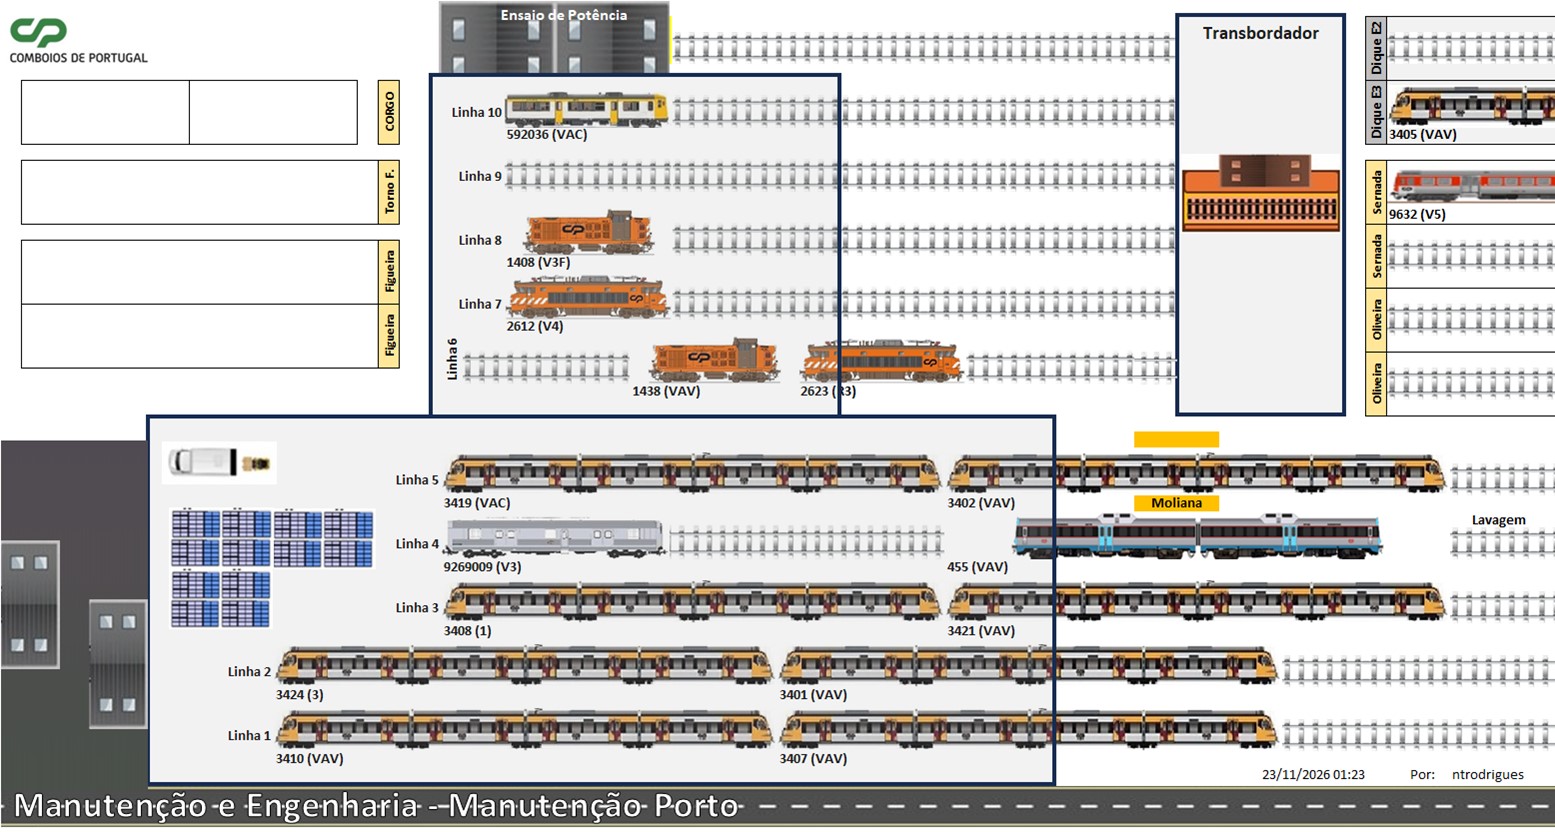 CP
COMBOIOS DE PORTUGAL
Ensaio de Potência
Transbordador
Dique E2
Dique E3
3405 (VAV)
CORGO
Torno F.
Figueira
Figueira
Linha 10
592036 (VAC)
Linha 9
Linha 8
1408 (V3F)
Linha 7
2612 (V4)
Linha 6
1438 (VAV)
2623 (R3)
Sernada
9632 (V5)
Sernada
Oliveira
Oliveira
Linha 5
3419 (VAC)
3402 (VAV)
Moliana
Lavagem
Linha 4
9269009 (V3)
455 (VAV)
Linha 3
3408 (1)
3421 (VAV)
Linha 2
3424 (3)
3401 (VAV)
Linha 1
3410 (VAV)
3407 (VAV)
23/11/2026 01:23
Por: ntrodrigues
Manutenção e Engenharia - Manutenção Porto